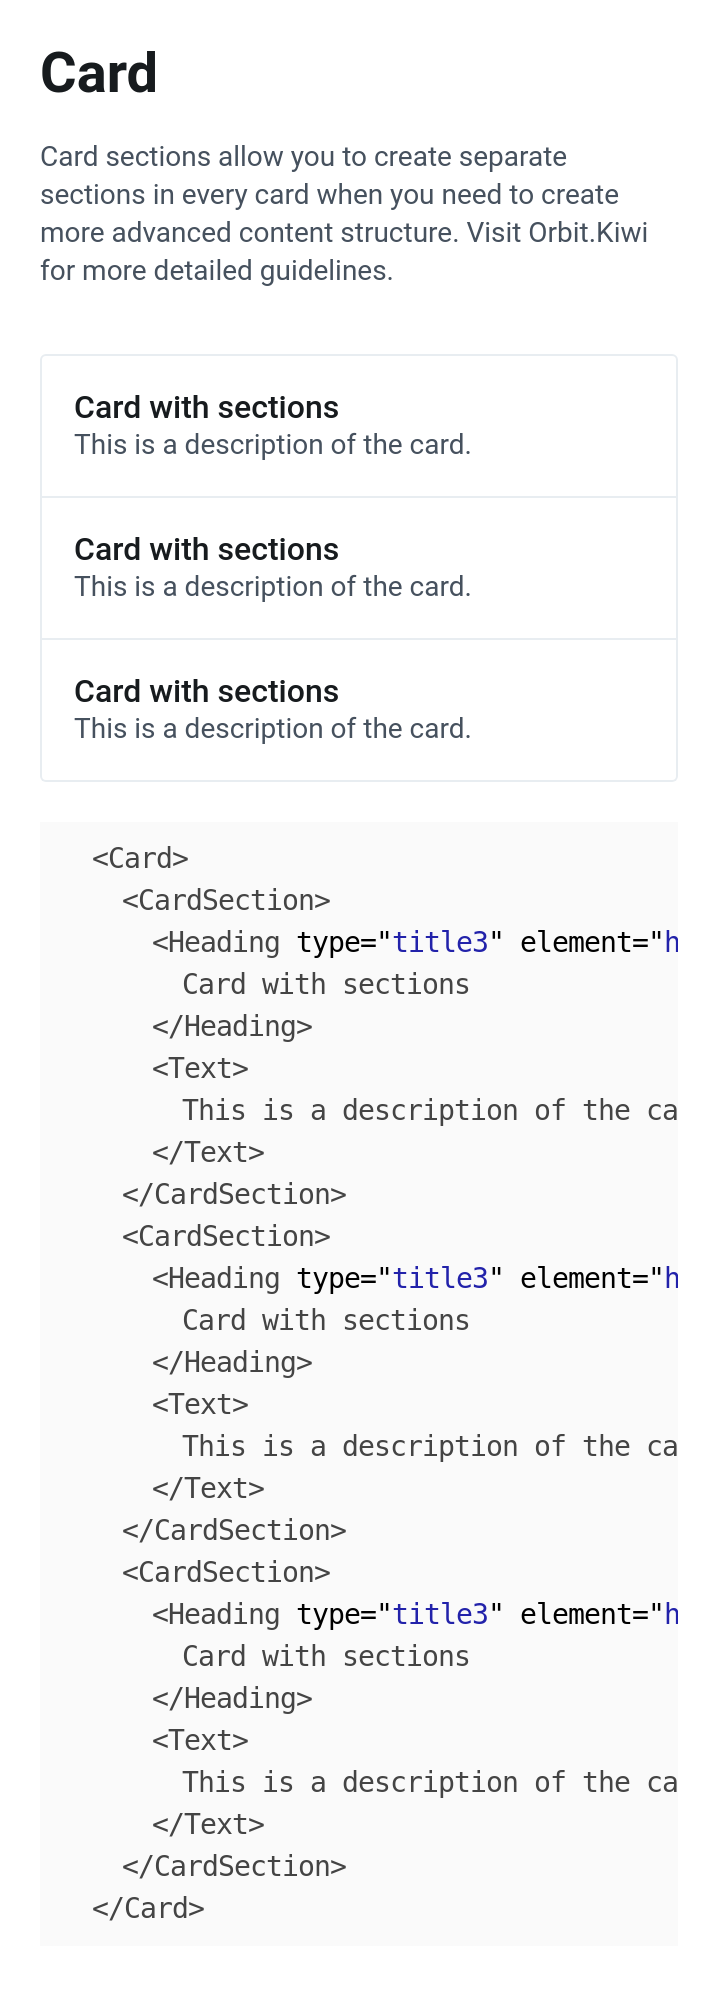 Card
Card sections allow you to create separate
sections in every card when you need to create
more advanced content structure. Visit Orbit.Kiwi
for more detailed guidelines.
Card with sections
This is a description of the card.
Card with sections
This is a description of the card.
Card with sections
This is a description of the card.
<Card>
<CardSection>
<Heading type="title3" element="h
Card with sections
</Heading>
<Text>
This is a description of the ca
</Text>
</CardSection>
<CardSection>
<Heading type="title3" element="h
Card with sections
</Heading>
<Text>
This is a description of the ca
</Text>
</CardSection>
<CardSection>
<Heading type="title3" element="h
Card with sections
</Heading>
<Text>
This is a description of the ca
</Text>
</CardSection>
</Card>